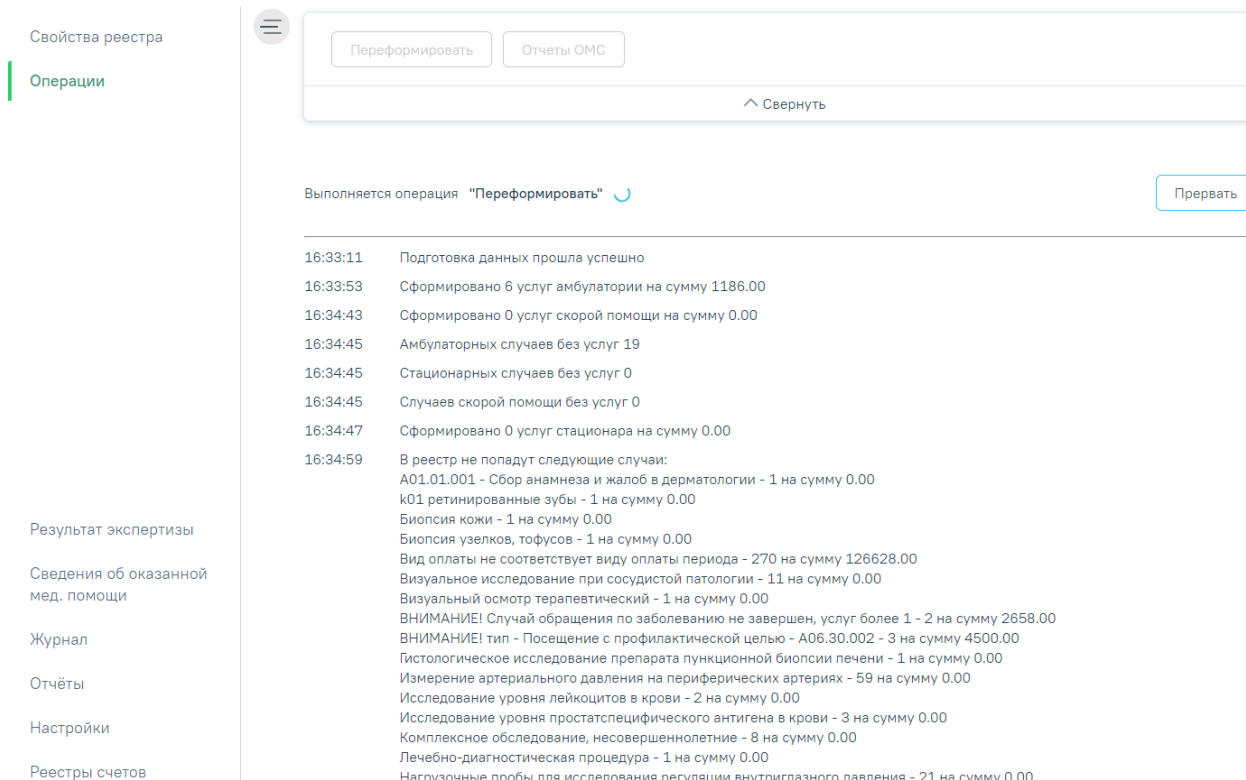 Свойства реестра
Операции
Переформировать
Отчеты ОМС
Свернуть
Выполняется операция "Переформировать"
Прервать
16:33:11 Подготовка данных прошла успешно
16:33:53 Сформировано 6 услуг амбулатории на сумму 1186.00
16:34:43 Сформировано 0 услуг скорой помощи на сумму 0.00
16:34:45 Амбулаторных случаев без услуг 19
16:34:45 Стационарных случаев без услуг 0
16:34:45 Случаев скорой помощи без услуг 0
16:34:47 Сформировано 0 услуг стационара на сумму 0.00
16:34:59 В реестр не попадут следующие случаи:
A01.01.001 - Сбор анамнеза и жалоб в дерматологии - 1 на сумму 0.00
k01 ретинированные зубы - 1 на сумму 0.00
Биопсия кожи - 1 на сумму 0.00
Биопсия узелков, тофусов - 1 на сумму 0.00
Вид оплаты не соответствует виду оплаты периода - 270 на сумму 126628.00
Визуальное исследование при сосудистой патологии - 11 на сумму 0.00
Визуальный осмотр терапевтический - 1 на сумму 0.00
ВНИМАНИЕ! Случай обращения по заболеванию не завершен, услуг более 1 - 2 на сумму 2658.00
ВНИМАНИЕ! тип - Посещение с профилактической целью - A06.30.002 - 3 на сумму 4500.00
Гистологическое исследование препарата пункционной биопсии печени - 1 на сумму 0.00
Измерение артериального давления на периферических артериях - 59 на сумму 0.00
Исследование уровня лейкоцитов в крови - 2 на сумму 0.00
Исследование уровня простатспецифического антигена в крови - 3 на сумму 0.00
Комплексное обследование, несовершеннолетние - 8 на сумму 0.00
Лечебно-диагностическая процедура - 1 на сумму 0.00
Нагрузочные пробы для исследования регуляции внутриглазного давления - 21 на сумму 0.00
Результат экспертизы
Сведения об оказанной
мед. помощи
Журнал
Отчёты
Настройки
Реестры счетов